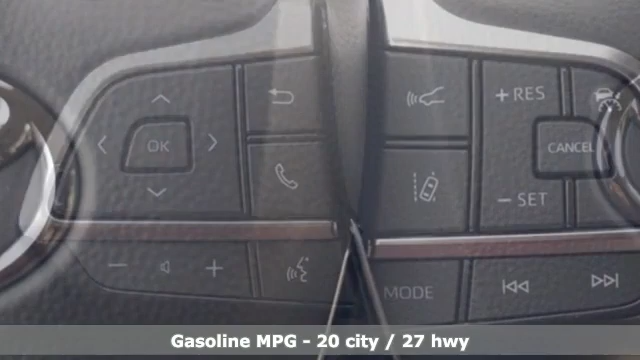 + RES
OK
CANCEL
- SET
MODE
Gasoline MPG - 20 city / 27 hwy